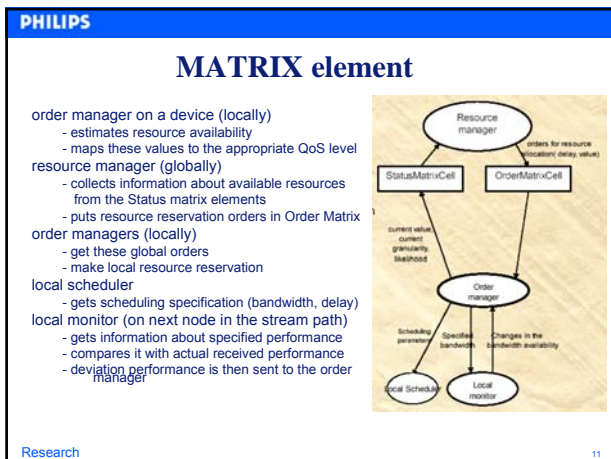 PHILIPS
MATRIX element
order manager on a device (locally)
- estimates resource availability
- maps these values to the appropriate QoS level
resource manager (globally)
- collects information about available resources
from the Status matrix elements
- puts resource reservation orders in Order Matrix
order managers (locally)
- get these global orders
- make local resource reservation
local scheduler
- gets scheduling specification (bandwidth, delay)
local monitor (on next node in the stream path)
- gets information about specified performance
- compares it with actual received performance
- deviation performance is then sent to the order
manager
Resource
manager
orders for resource
allocation( delay, value)
StatusMatrixCell
OrderMatrixCell
n
current value,
current
granularity,
likelihood
Order
manager
Scheduling
parameters
Specified
bandwidth
Changes in the
bandwidth availability
Local Scheduler
Local
monitor
Research
11